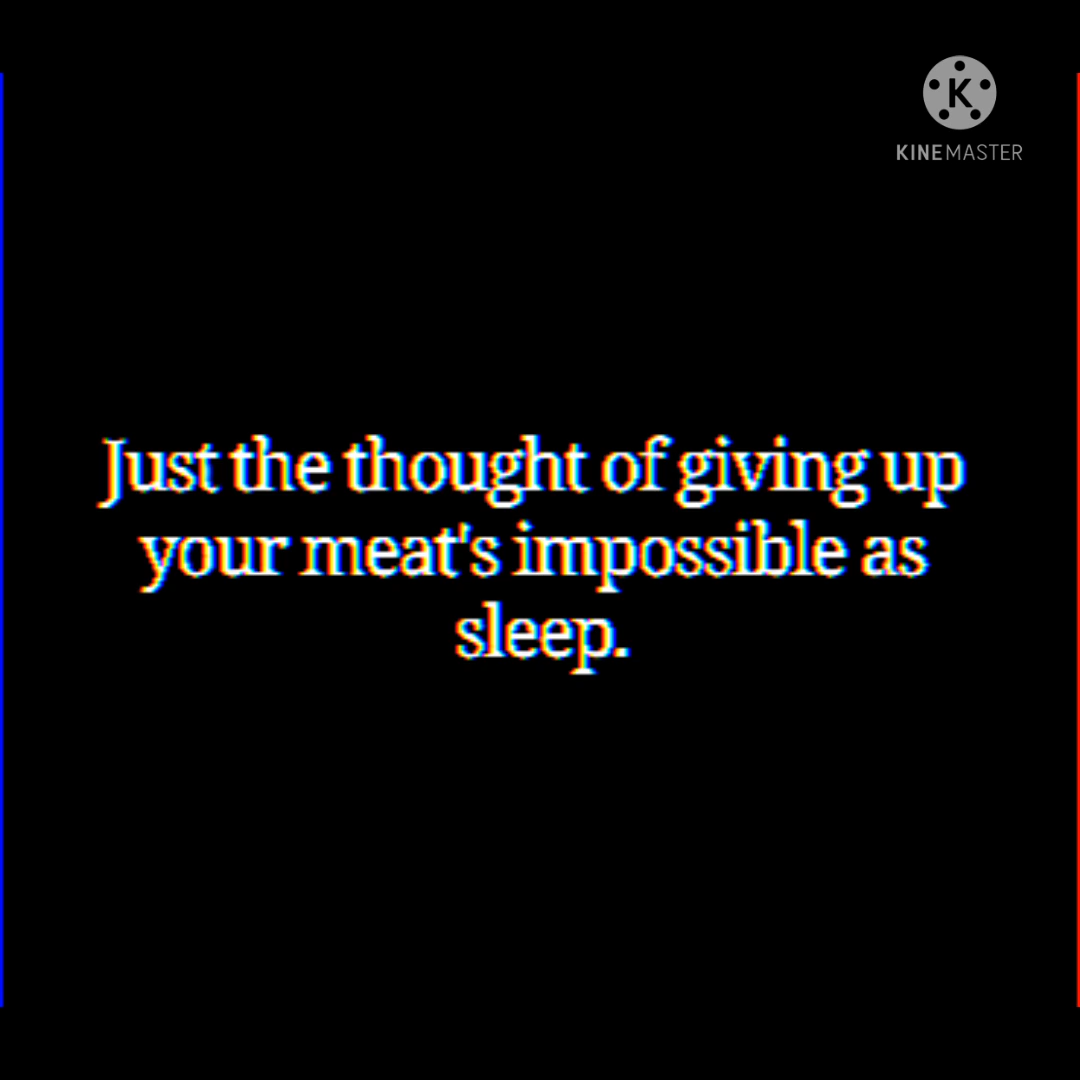 K
KINEMASTER
Just the thought of giving up
your meat's impossible as
sleep.